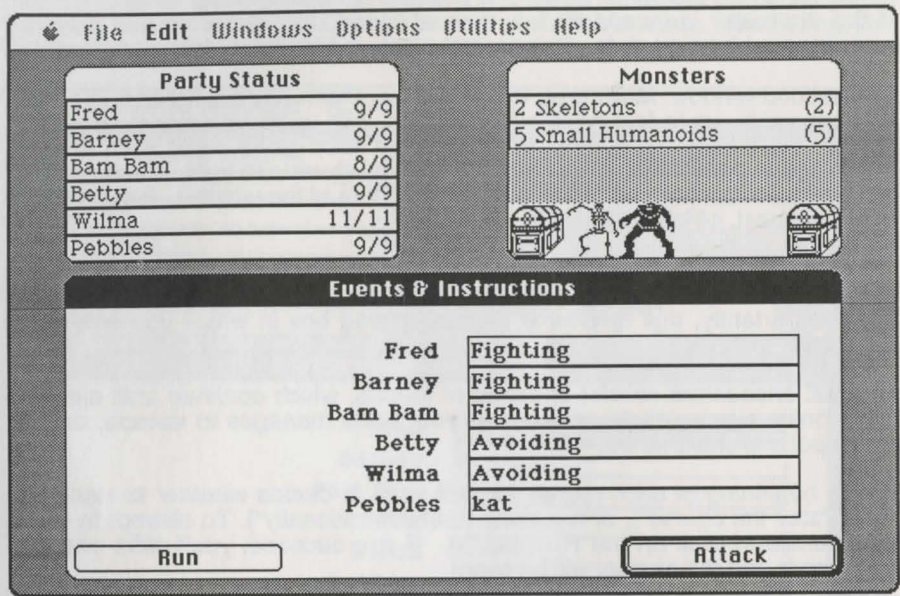 File Edit Windows Options Utilities Help
Party Status
Fred 9/9
Barney 9/9
Bam Bam 8/9
Betty 9/9
Wilma 11/11
Pebbles 9/9
Monsters
2 Skeletons (2)
5 Small Humanoids (5)
Events & Instructions
Fred Fighting
Barney Fighting
Bam Bam Fighting
Betty Avoiding
Wilma Avoiding
Pebbles kat
Run Attack